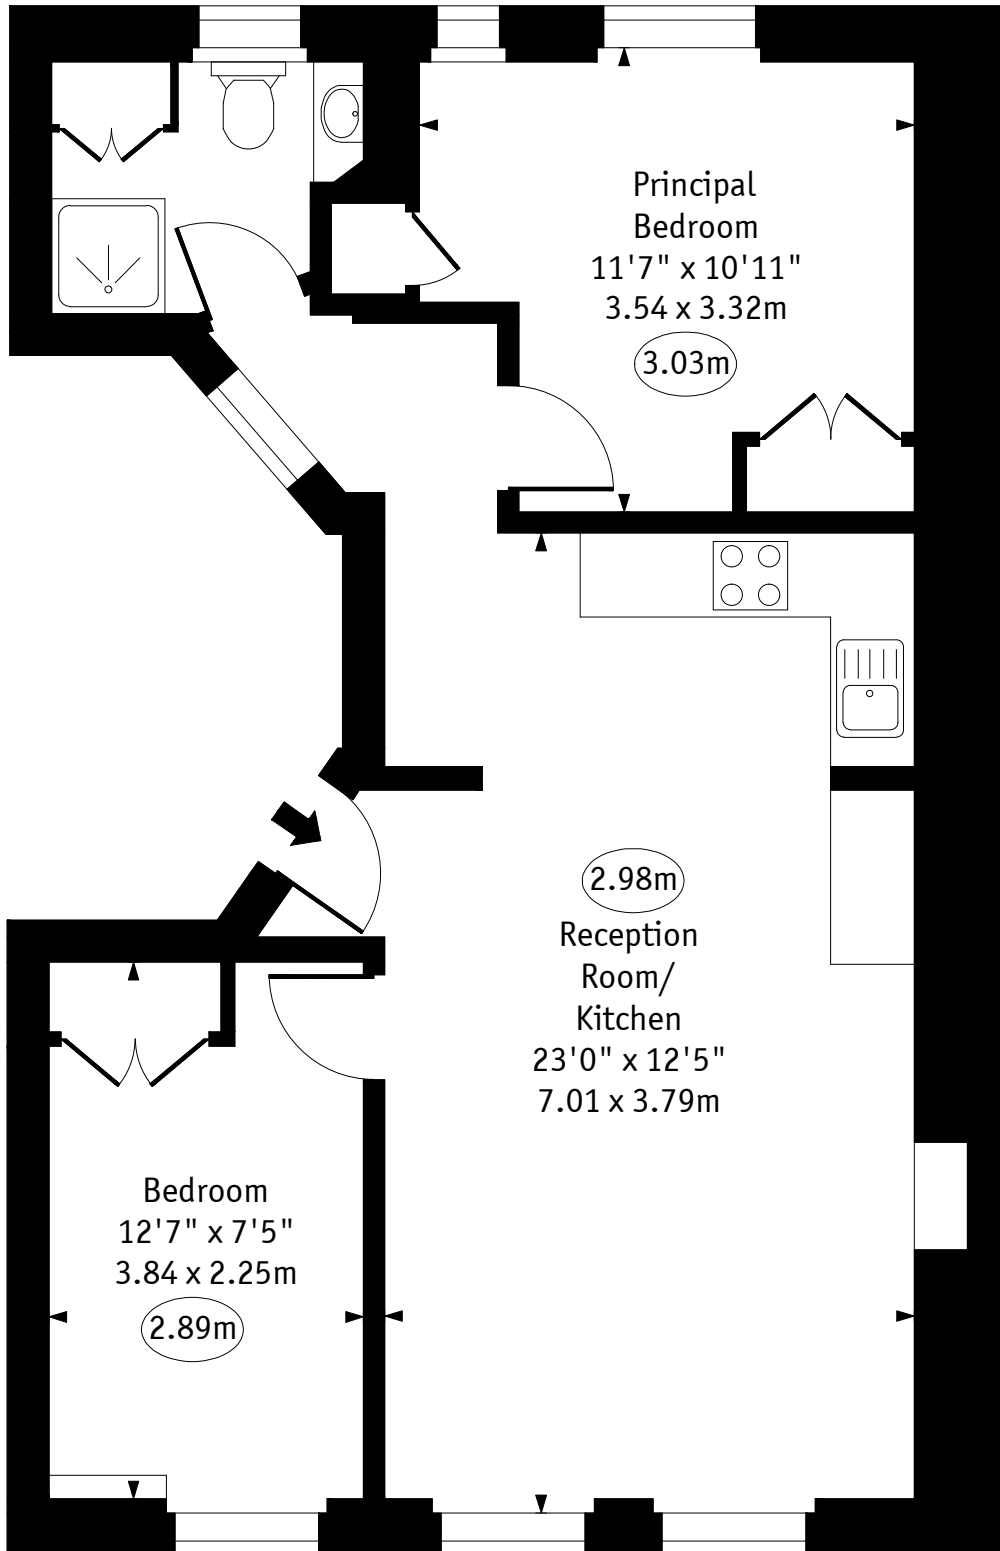 Principal
Bedroom
11'7" x 10'11"
3.54 x 3.32m
3.03m
2.98m
Reception
Room/
Kitchen
23'0" x 12'5"
7.01 x 3.79m
Bedroom
12'7" x 7'5"
3.84 x 2.25m
2.89m